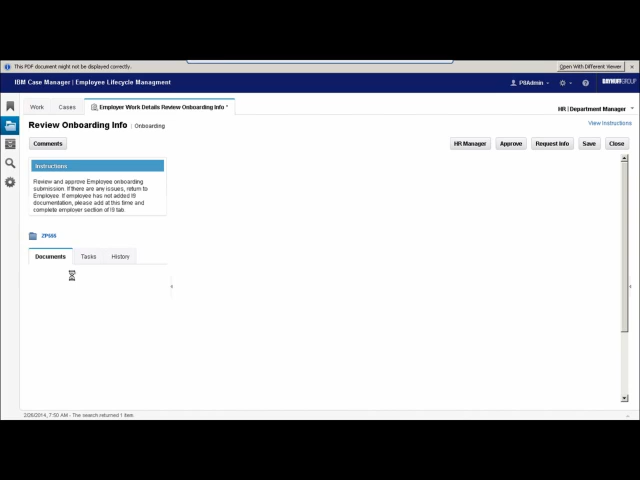 This PDF document might not be displayed correctly.
Open With Different Viewer
IBM Case Manager | Employee Lifecycle Managment
P8Admin
DAYHUFF GROUP
Work
Cases
Employer Work Details Review Onboarding Info *
HR | Department Manager
Review Onboarding Info | Onboarding
View Instructions
Comments
HR Manager
Approve
Request Info
Save
Close
Instructions
Review and approve Employee onboarding
submission. If there are any issues, return to
Employee. If employee has not added I9
documentation, please add at this time and
complete employer section of I9 tab.
Documents
Tasks
History
2/26/2014, 7:50 AM - The search returned 1 item.